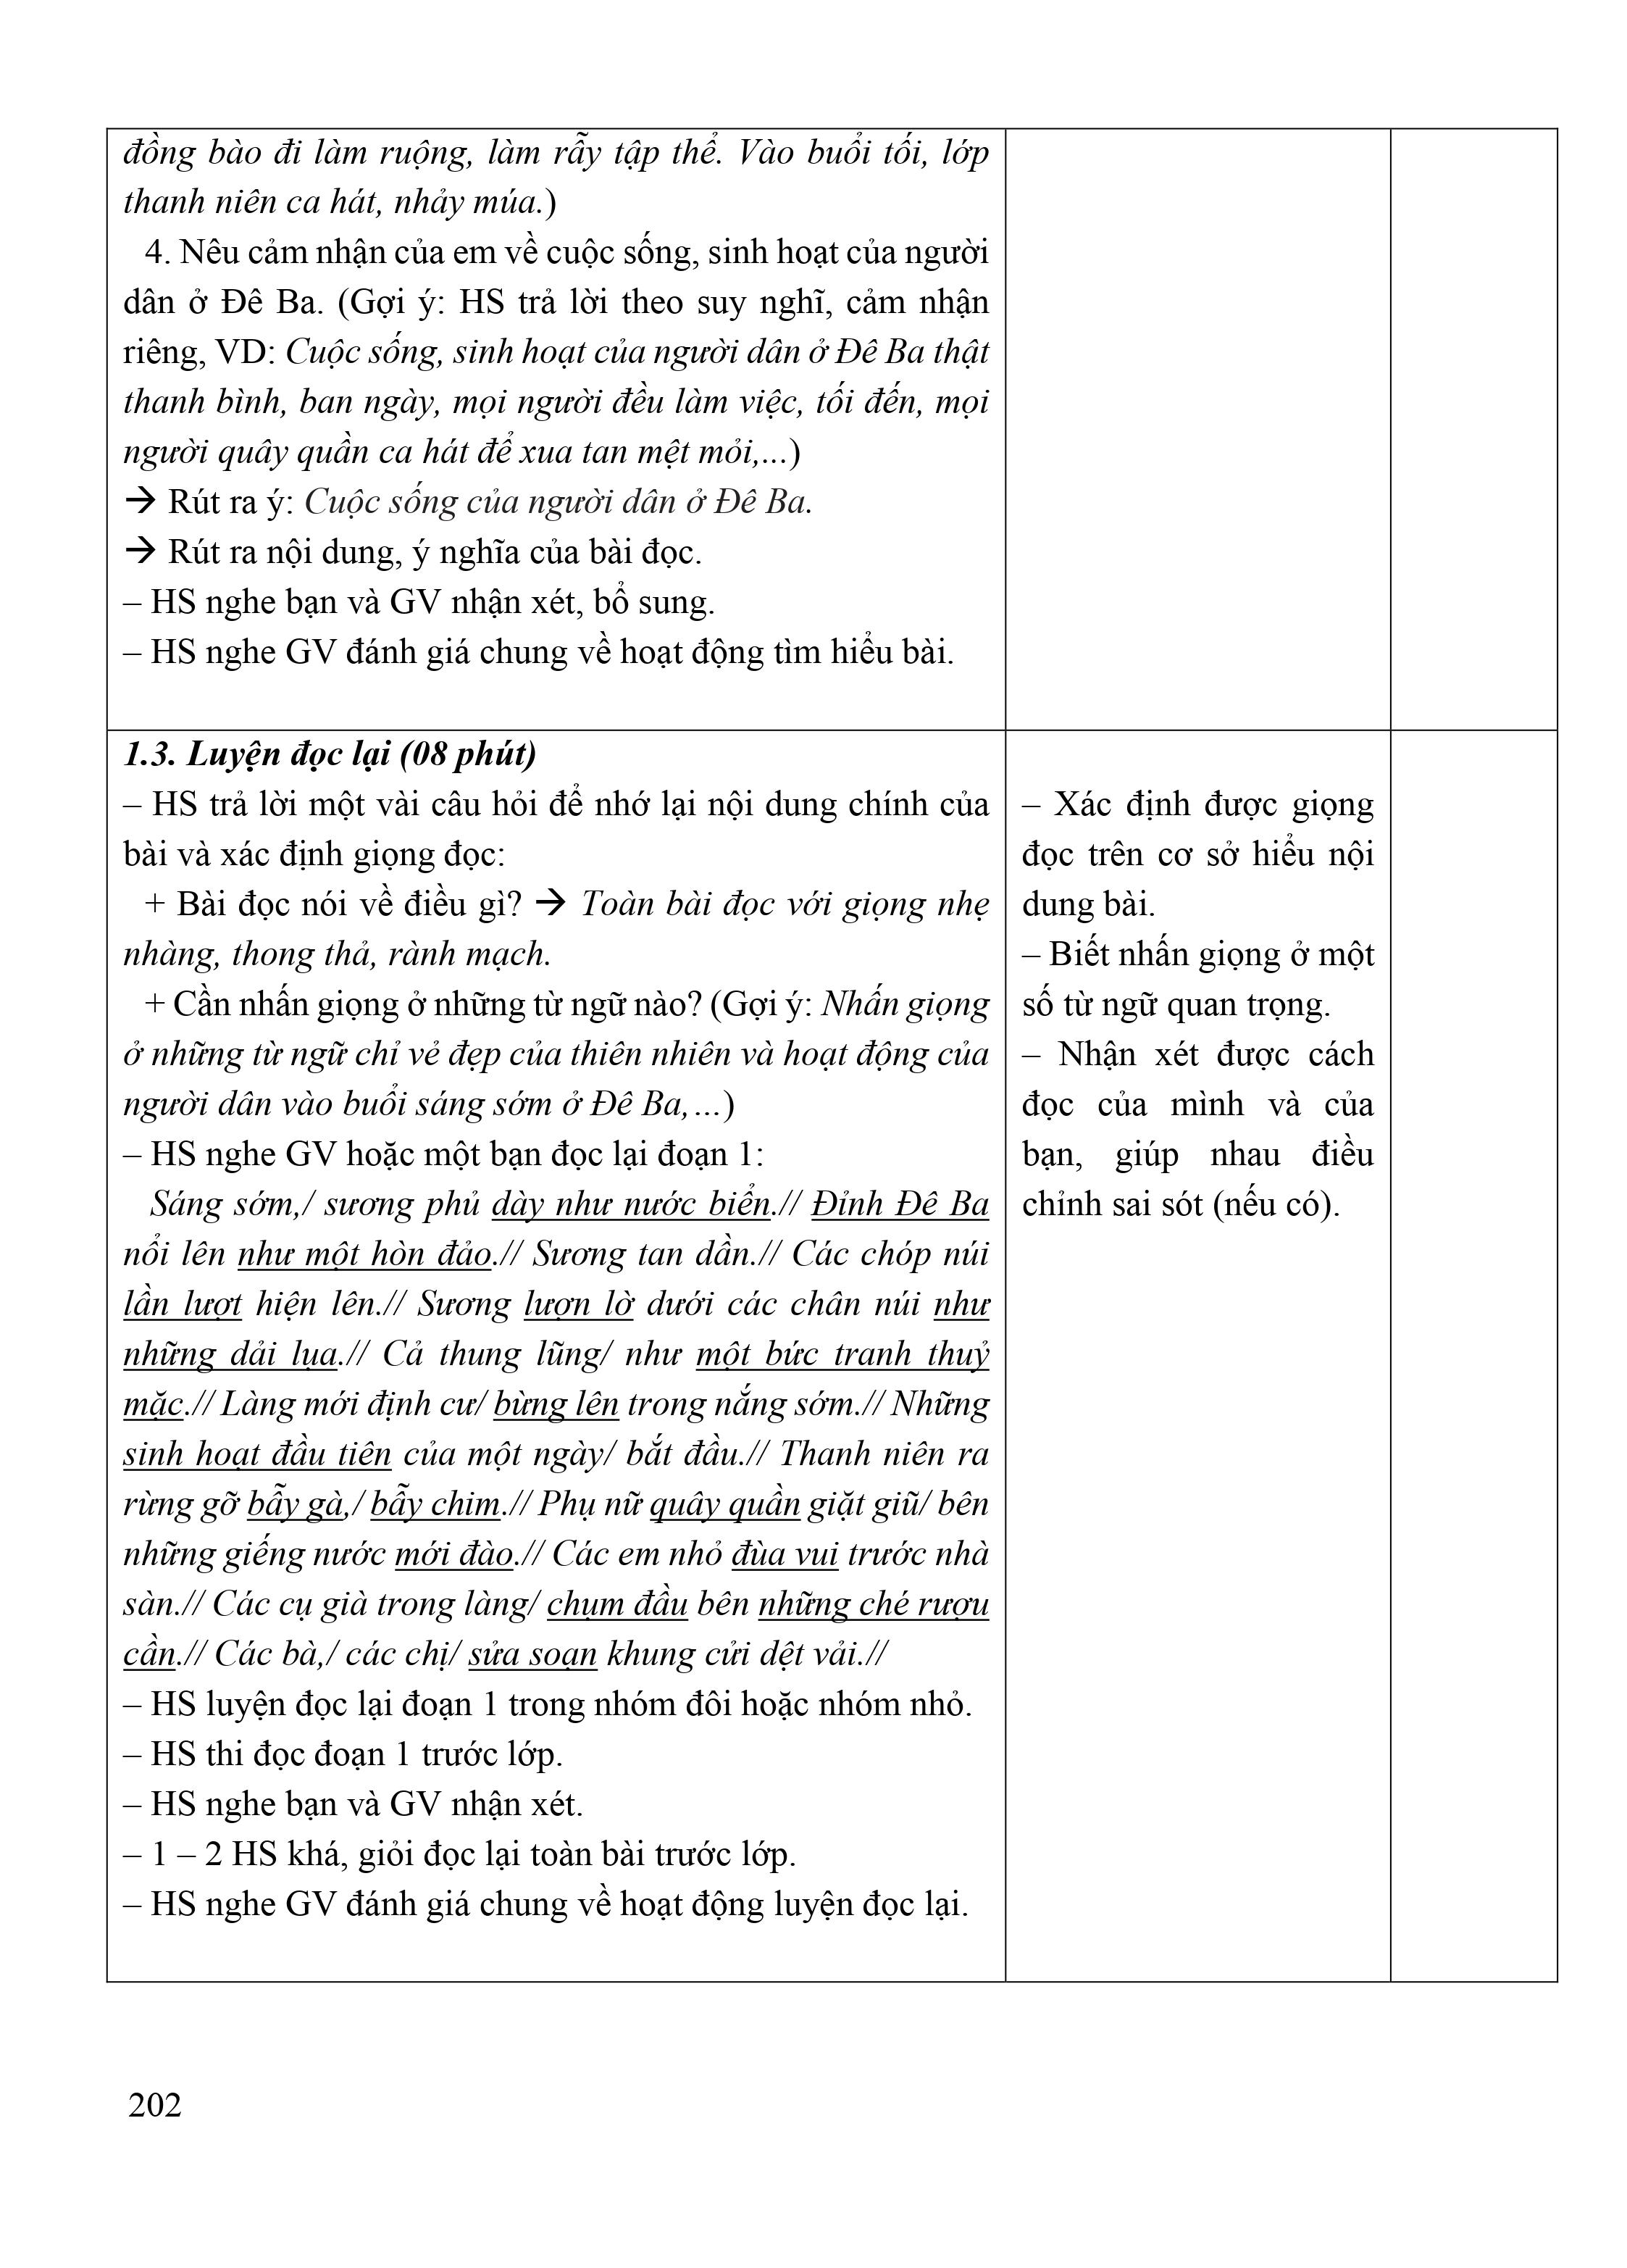 đồng bào đi làm ruộng, làm rẫy tập thể. Vào buổi tối, lớp
thanh niên ca hát, nhảy múa.)
4. Nêu cảm nhận của em về cuộc sống, sinh hoạt của người
dân ở Đê Ba. (Gợi ý: HS trả lời theo suy nghĩ, cảm nhận
riêng, VD: Cuộc sống, sinh hoạt của người dân ở Đê Ba thật
thanh bình, ban ngày, mọi người đều làm việc, tối đến, mọi
người quây quần ca hát để xua tan mệt mỏi,...)
→ Rút ra ý: Cuộc sống của người dân ở Đê Ba.
→ Rút ra nội dung, ý nghĩa của bài đọc.
– HS nghe bạn và GV nhận xét, bổ sung.
– HS nghe GV đánh giá chung về hoạt động tìm hiểu bài.
1.3. Luyện đọc lại (08 phút)
– HS trả lời một vài câu hỏi để nhớ lại nội dung chính của
bài và xác định giọng đọc:
+ Bài đọc nói về điều gì? → Toàn bài đọc với giọng nhẹ
nhàng, thong thả, rành mạch.
+ Cần nhấn giọng ở những từ ngữ nào? (Gợi ý: Nhấn giọng
ở những từ ngữ chỉ vẻ đẹp của thiên nhiên và hoạt động của
người dân vào buổi sáng sớm ở Đê Ba,…)
– HS nghe GV hoặc một bạn đọc lại đoạn 1:
Sáng sớm,/ sương phủ dày như nước biển.// Đỉnh Đê Ba
nổi lên như một hòn đảo.// Sương tan dần.// Các chóp núi
lần lượt hiện lên.// Sương lượn lờ dưới các chân núi như
những dải lụa.// Cả thung lũng/ như một bức tranh thuỷ
mặc.// Làng mới định cư/ bừng lên trong nắng sớm.// Những
sinh hoạt đầu tiên của một ngày/ bắt đầu.// Thanh niên ra
rừng gỡ bẫy gà,/ bẫy chim.// Phụ nữ quây quần giặt giũ/ bên
những giếng nước mới đào.// Các em nhỏ đùa vui trước nhà
sàn.// Các cụ già trong làng/ chụm đầu bên những ché rượu
cần.// Các bà,/ các chị/ sửa soạn khung cửi dệt vải.//
– HS luyện đọc lại đoạn 1 trong nhóm đôi hoặc nhóm nhỏ.
– HS thi đọc đoạn 1 trước lớp.
– HS nghe bạn và GV nhận xét.
– 1 – 2 HS khá, giỏi đọc lại toàn bài trước lớp.
– HS nghe GV đánh giá chung về hoạt động luyện đọc lại.
– Xác định được giọng
đọc trên cơ sở hiểu nội
dung bài.
– Biết nhấn giọng ở một
số từ ngữ quan trọng.
– Nhận xét được cách
đọc của mình và của
bạn, giúp nhau điều
chỉnh sai sót (nếu có).
202